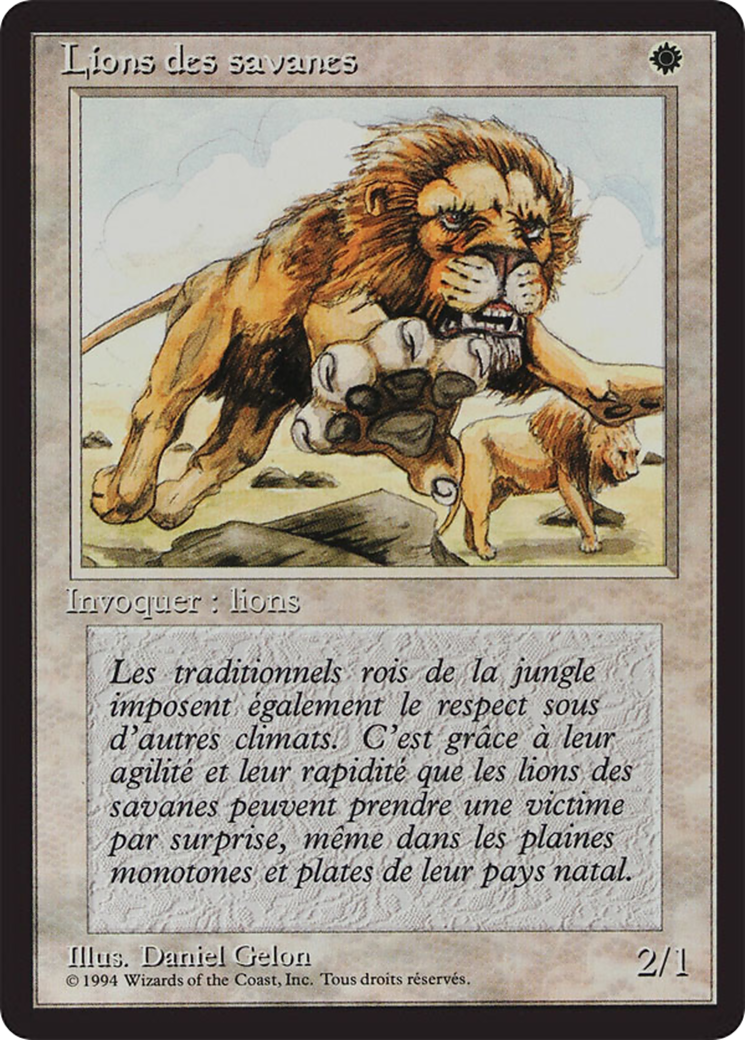 Lions des savanes
Invoquer : lions
Les traditionnels rois de la jungle
imposent également le respect sous
d'autres climats. C'est grâce à leur
agilité et leur rapidité que les lions des
savanes peuvent prendre une victime
par surprise, même dans les plaines
monotones et plates de leur pays natal.
Illus. Daniel Gelon
2/1
© 1994 Wizards of the Coast, Inc. Tous droits réservés.